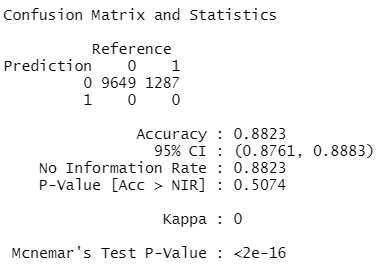 Confusion Matrix and Statistics
Reference
Prediction 0 1
0 9649 1287
1 0 0
Accuracy : 0.8823
95% CI : (0.8761, 0.8883)
No Information Rate : 0.8823
P-Value [Acc > NIR] : 0.5074
Kappa : 0
Mcnemar's Test P-Value : <2e-16